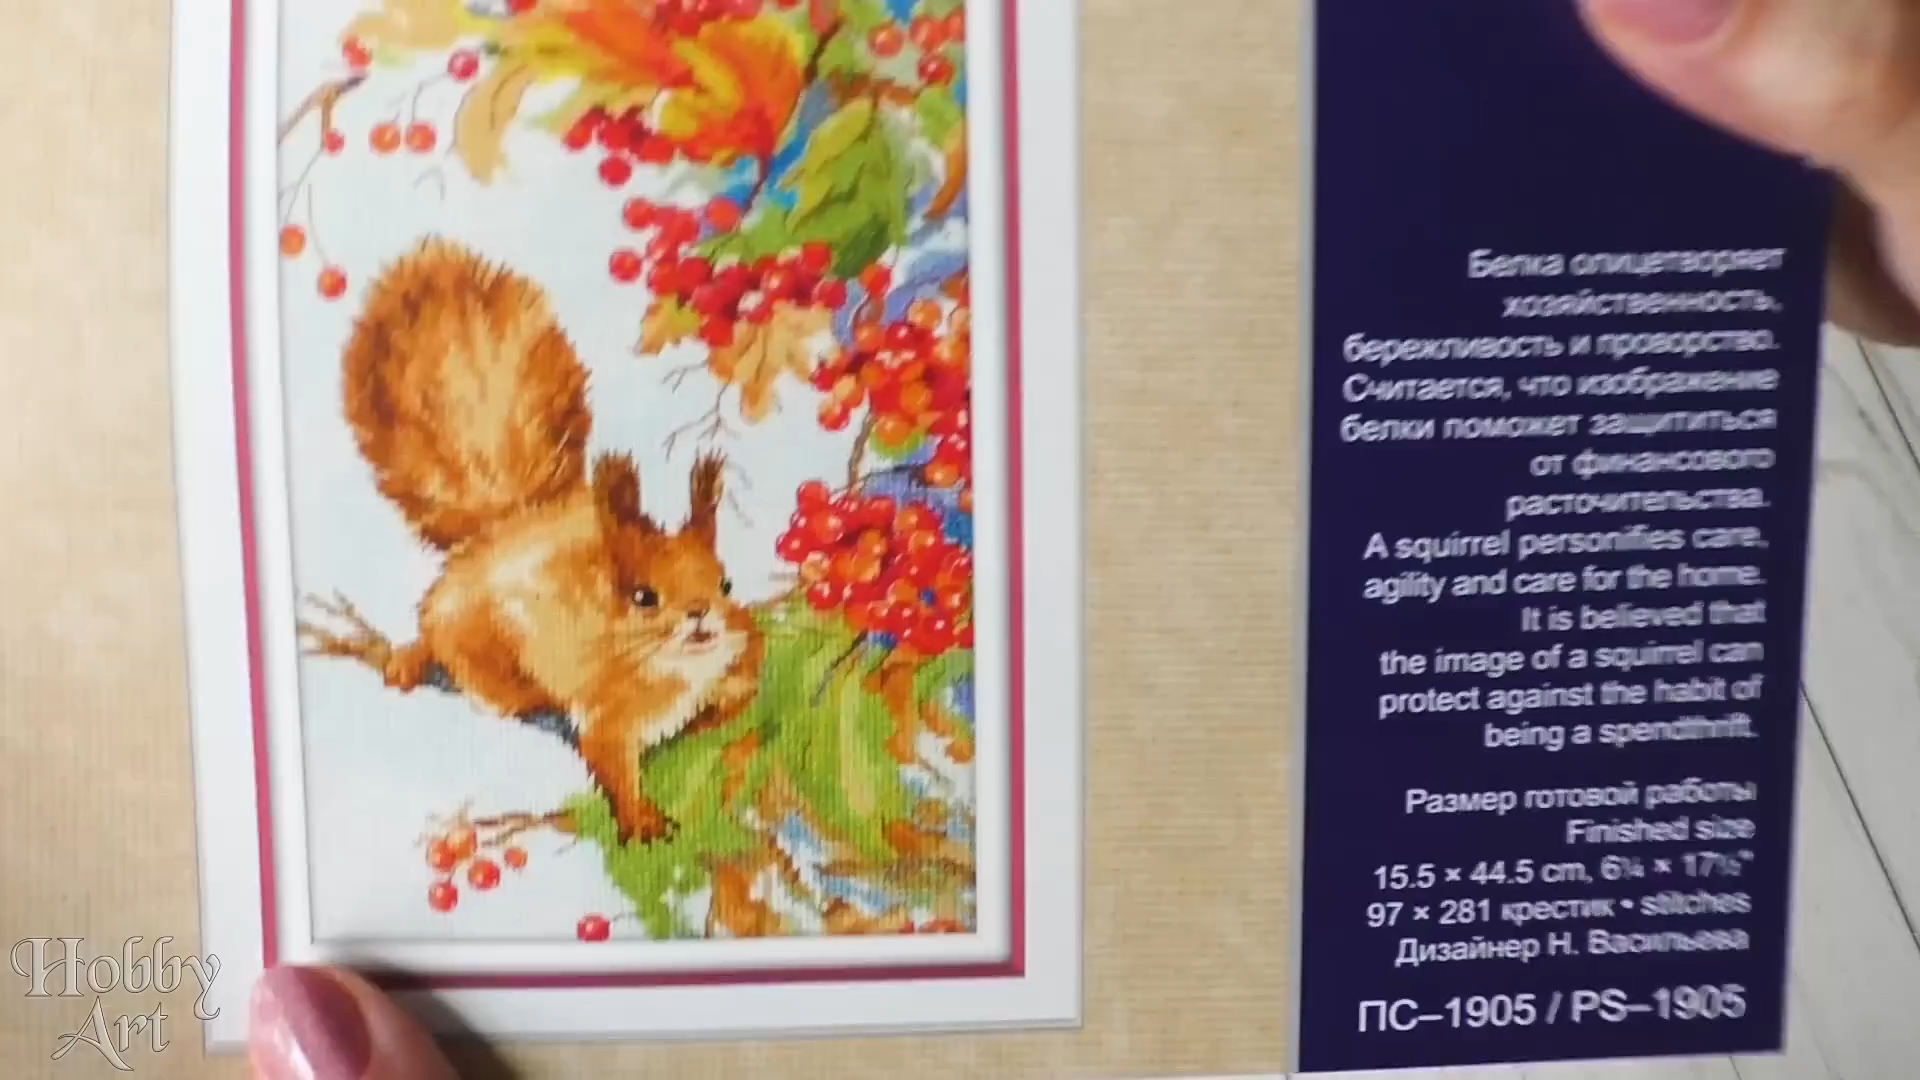 Белка олицетворяет
хозяйственность,
бережливость и проворство.
Считается, что изображение
белки поможет защититься
от финансового
расточительства.
A squirrel personifies care,
agility and care for the home.
It is believed that
the image of a squirrel can
protect against the habit of
being a spendthrift.
Размер готовой работы
Finished size
15.5 × 44.5 cm, 6¼ × 17½"
97 × 281 крестик • stitches
Дизайнер Н. Васильева
ПС–1905 / PS–1905
Hobby
Art